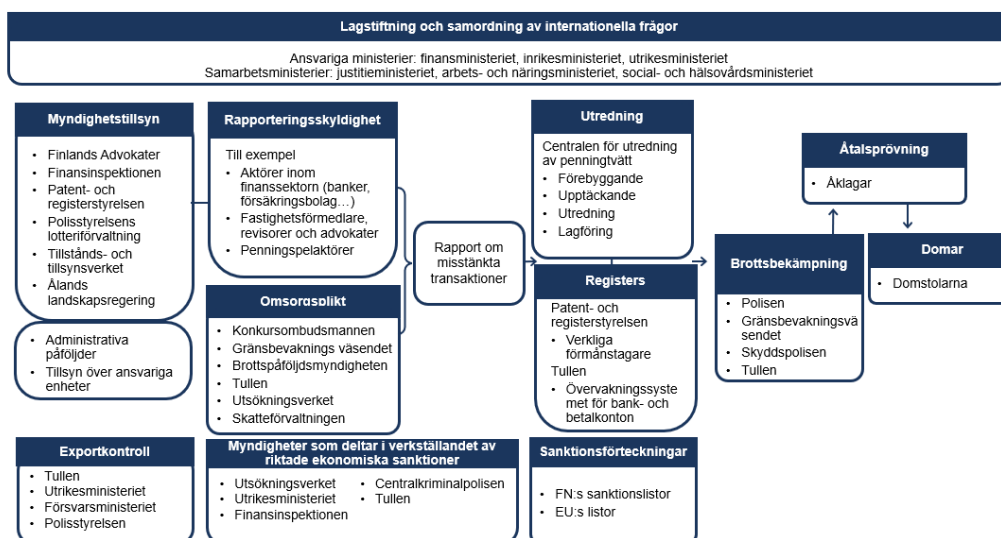 Lagstiftning och samordning av internationella frågor
Ansvariga ministerier: finansministeriet, inrikesministeriet, utrikesministeriet
Samarbetsministerier: justitieministeriet, arbets- och näringsministeriet, social- och hälsovårdsministeriet
Myndighetstillsyn
• Finlands Advokater
• Finansinspektionen
• Patent- och
registerstyrelsen
• Polisstyrelsens
lotteriförvaltning
• Tillstånds- och
tillsynsverket
• Ålands
landskapsregering
• Administrativa
påföljder
• Tillsyn över ansvariga
enheter
Rapporteringsskyldighet
Till exempel
• Aktörer inom
finanssektorn (banker,
försäkringsbolag…)
• Fastighetsförmedlare,
revisorer och advokater
• Penningspelaktörer
Omsorgsplikt
• Konkursombudsmannen
• Gränsbevaknings väsendet
• Brottspåföljdsmyndigheten
• Tullen
• Utsökningsverket
• Skatteförvaltningen
Rapport om
misstänkta
transaktioner
Utredning
Centralen för utredning
av penningtvätt
• Förebyggande
• Upptäckande
• Utredning
• Lagföring
Registers
Patent- och
registerstyrelsen
• Verkliga
förmånstagare
Tullen
• Övervakningssyste
met för bank- och
betalkonton
Brottsbekämpning
• Polisen
• Gränsbevakningsvä
sendet
• Skyddspolisen
• Tullen
Åtalsprövning
• Åklagar
Domar
• Domstolarna
Exportkontroll
• Tullen
• Utrikesministeriet
• Försvarsministeriet
• Polisstyrelsen
Myndigheter som deltar i verkställandet av
riktade ekonomiska sanktioner
• Utsökningsverket
• Utrikesministeriet
• Finansinspektionen
• Centralkriminalpolisen
• Tullen
Sanktionsförteckningar
• FN:s sanktionslistor
• EU:s listor